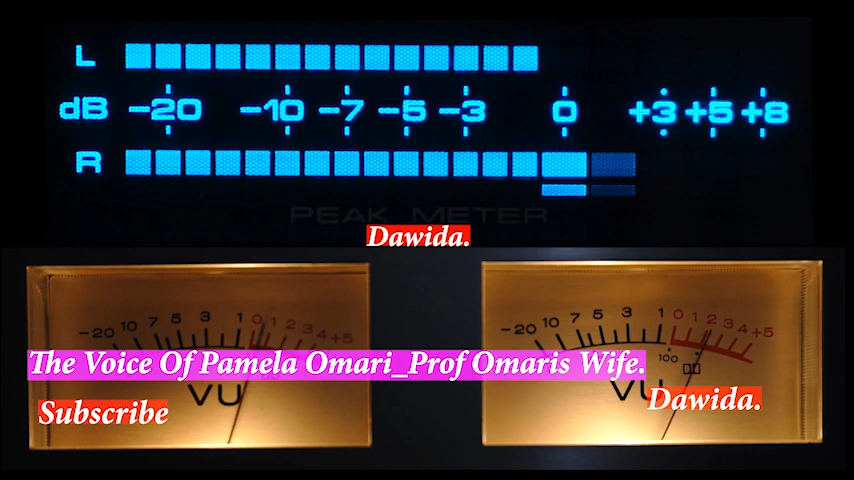 L
dB -20 -10 -7 -5 -3 0 +3 +5 +8
R
PEAK METER
Dawida.
-20 10 7 5 3 1 0 1 2 3 4 +5
-20 10 7 5 3 1 0 1 2 3 4 +5
100
The Voice Of Pamela Omari_Prof Omaris Wife.
VU
VU
Dawida.
Subscribe